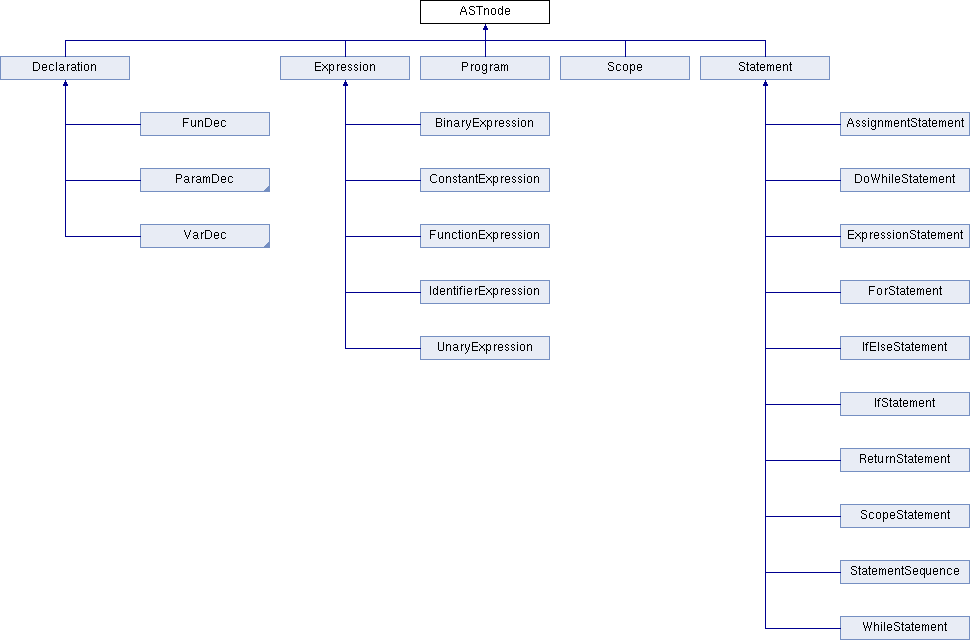 ASTnode
Declaration
Expression
Program
Scope
Statement
FunDec
BinaryExpression
AssignmentStatement
ParamDec
ConstantExpression
DoWhileStatement
VarDec
FunctionExpression
ExpressionStatement
IdentifierExpression
ForStatement
UnaryExpression
IfElseStatement
IfStatement
ReturnStatement
ScopeStatement
StatementSequence
WhileStatement